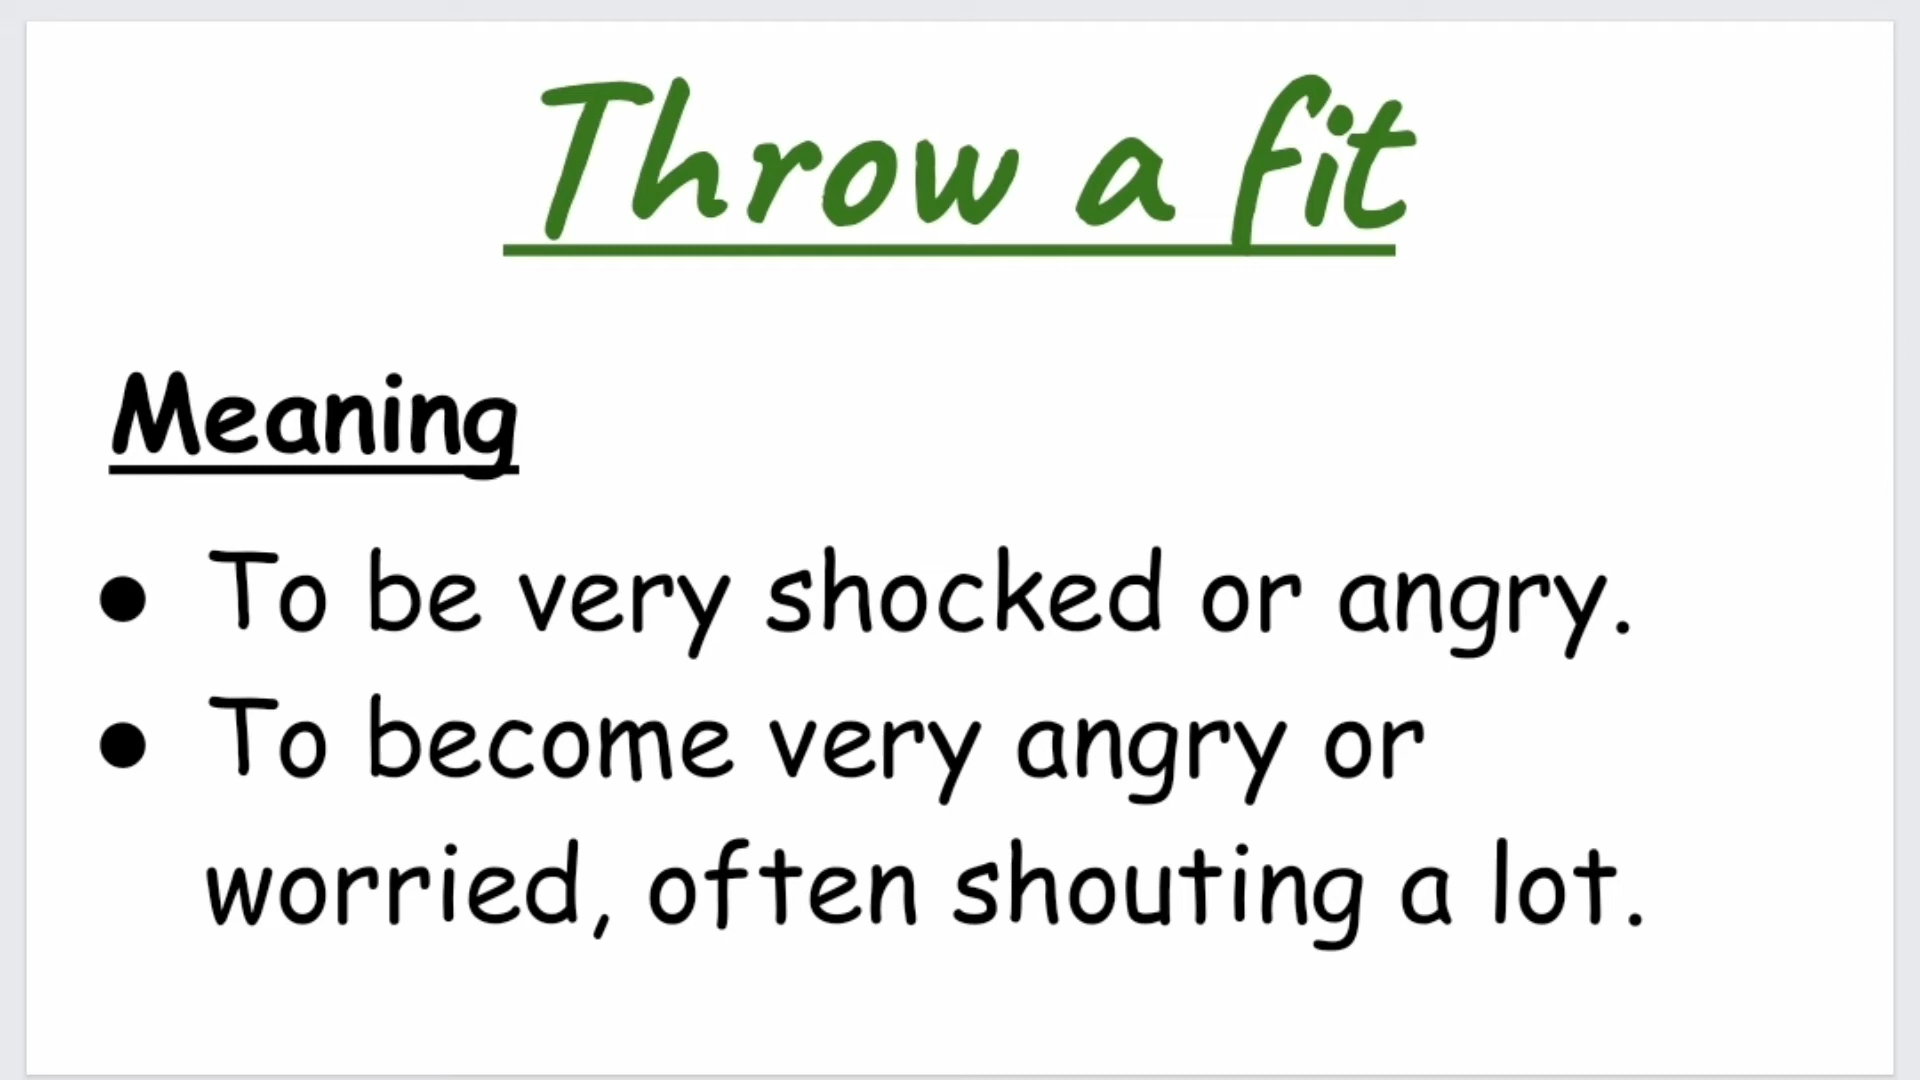 Throw a fit
Meaning
● To be very shocked or angry.
● To become very angry or
worried, often shouting a lot.